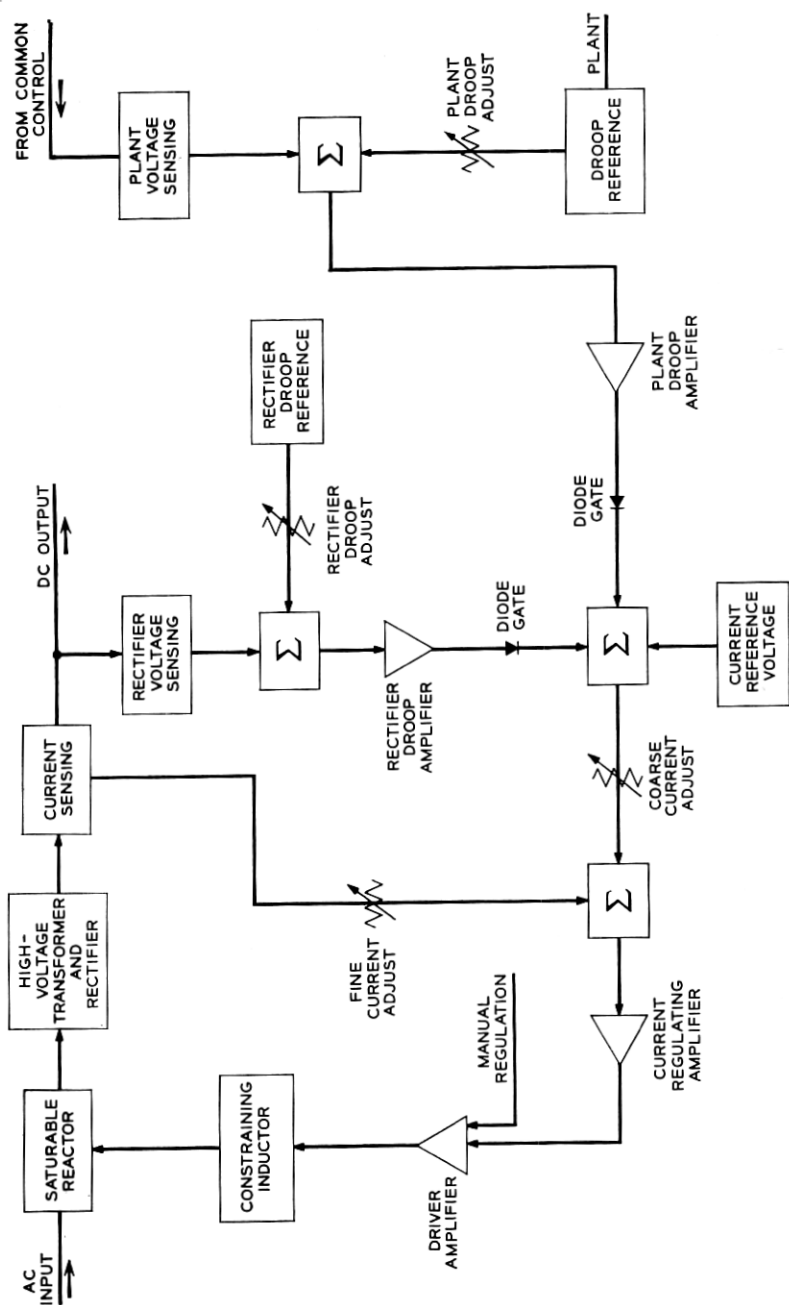 AC
INPUT
SATURABLE
REACTOR
HIGH-
VOLTAGE
TRANSFORMER
AND
RECTIFIER
CURRENT
SENSING
DC OUTPUT
FROM COMMON
CONTROL
RECTIFIER
VOLTAGE
SENSING
PLANT
VOLTAGE
SENSING
CONSTRAINING
INDUCTOR
FINE
CURRENT
ADJUST
Σ
RECTIFIER
DROOP
ADJUST
RECTIFIER
DROOP
REFERENCE
Σ
DRIVER
AMPLIFIER
MANUAL
REGULATION
RECTIFIER
DROOP
AMPLIFIER
DIODE
GATE
PLANT
DROOP
ADJUST
CURRENT
REGULATING
AMPLIFIER
Σ
COARSE
CURRENT
ADJUST
Σ
DIODE
GATE
PLANT
DROOP
AMPLIFIER
DROOP
REFERENCE
PLANT
CURRENT
REFERENCE
VOLTAGE